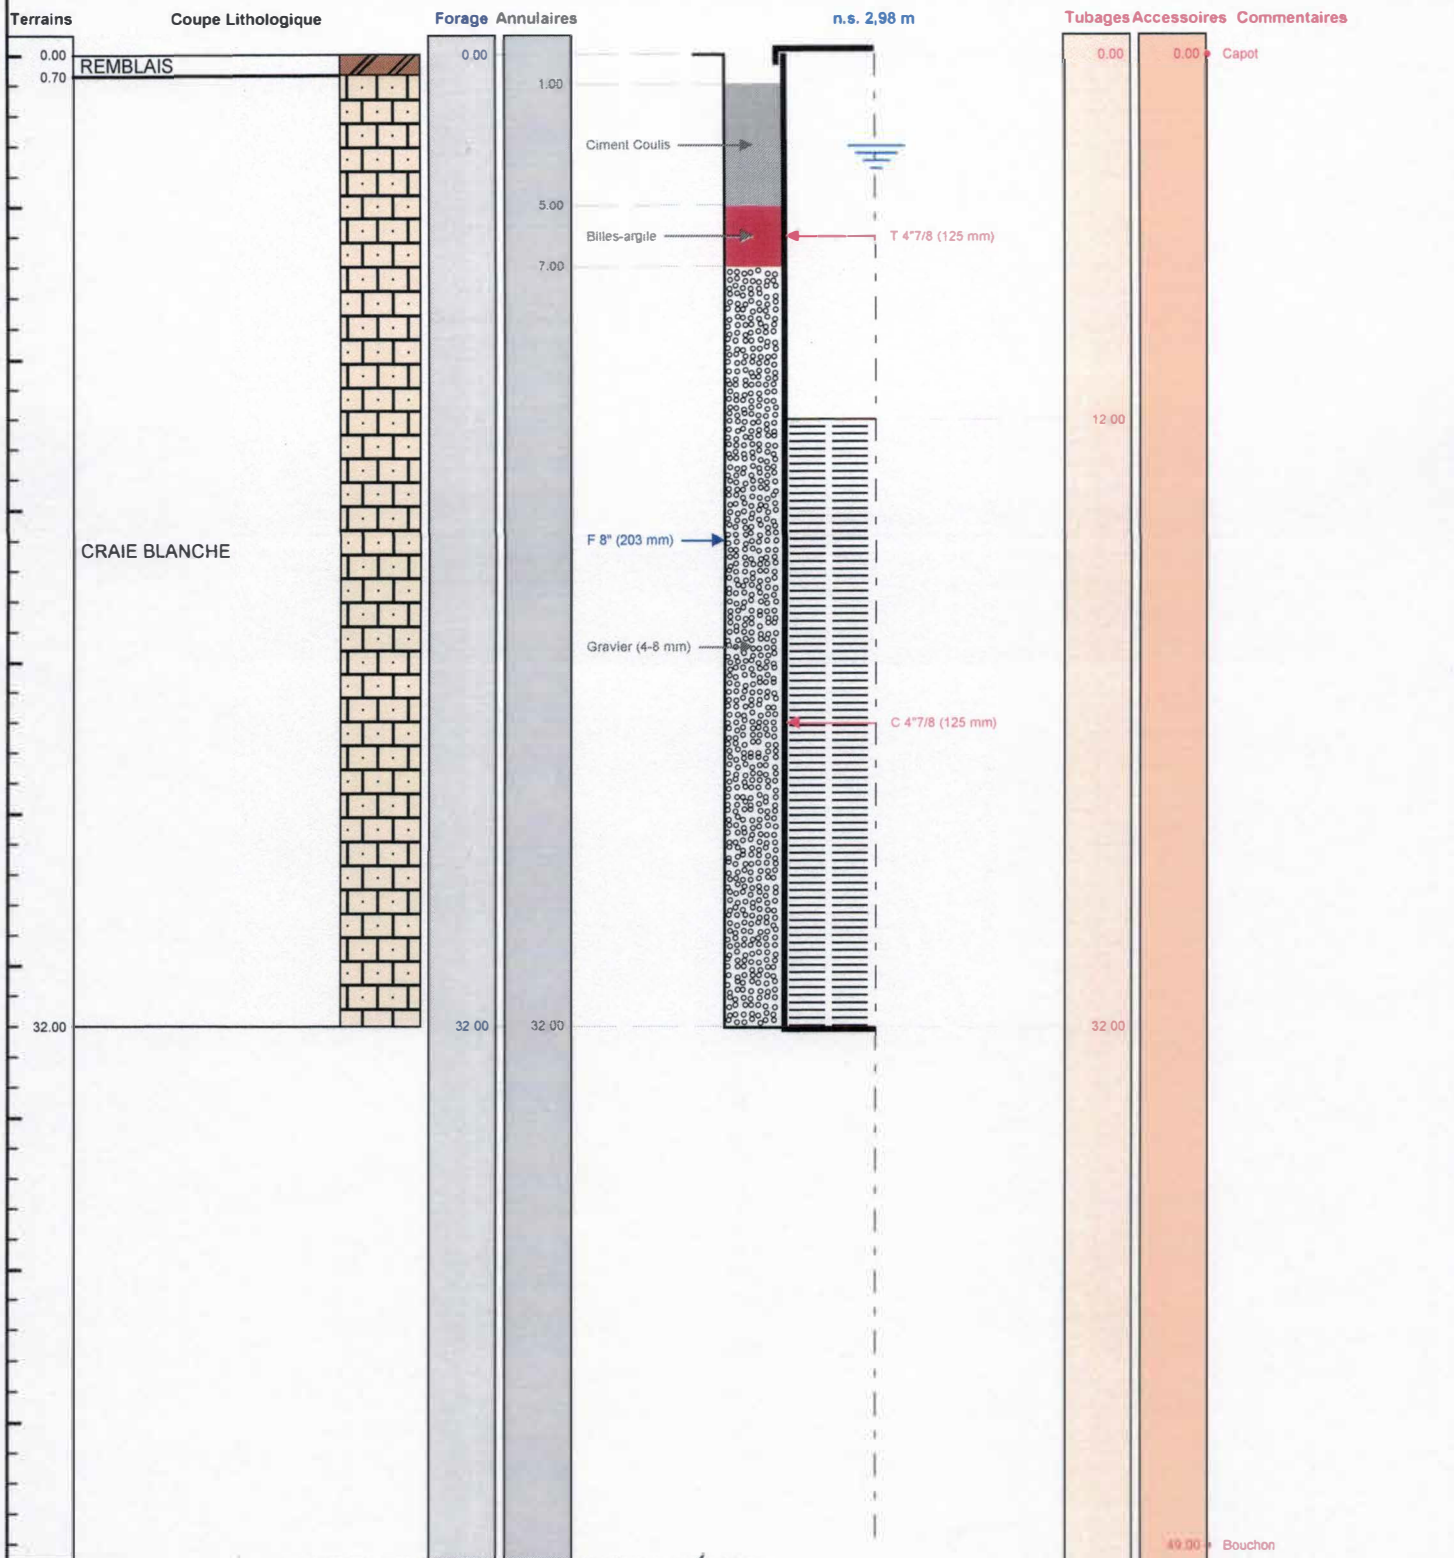 Terrains Coupe Lithologique Forage Annulaires n.s. 2,98 m Tubages Accessoires Commentaires
0.00 REMBLAIS 0.00 0.00 0.00 Capot
0.70
1.00
Ciment Coulis
5.00
Billes-argile T 4"7/8 (125 mm)
7.00
12.00
F 8" (203 mm)
CRAIE BLANCHE
Gravier (4-8 mm)
C 4"7/8 (125 mm)
32.00 32.00 32.00 32.00
49.00 Bouchon